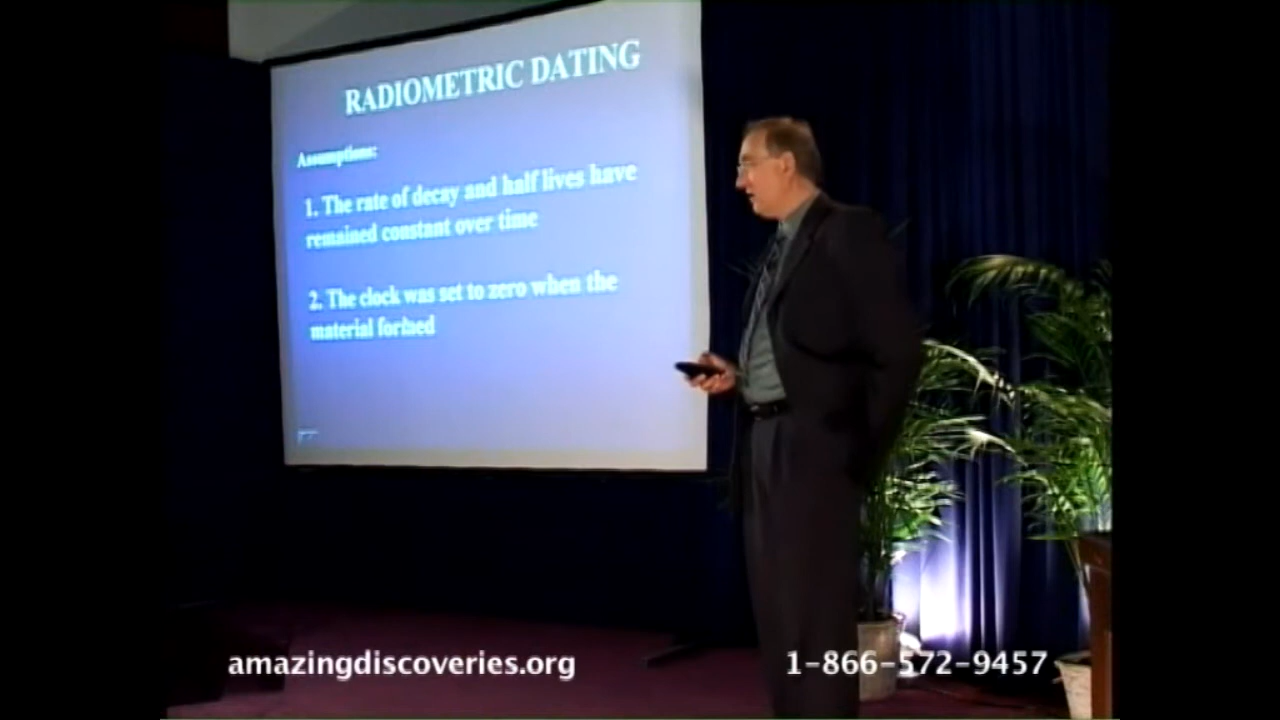 RADIOMETRIC DATING
Assumptions:
1. The rate of decay and half lives have
remained constant over time
2. The clock was set to zero when the
material formed
amazingdiscoveries.org
1-866-572-9457